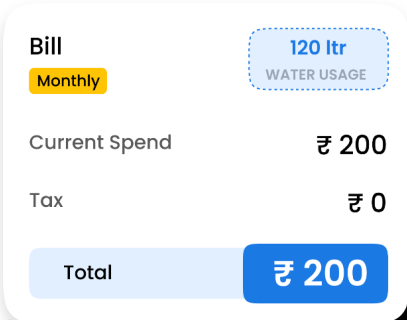 Bill
120 ltr
Monthly
WATER USAGE
Current Spend
₹ 200
Tax
₹ 0
Total
₹ 200